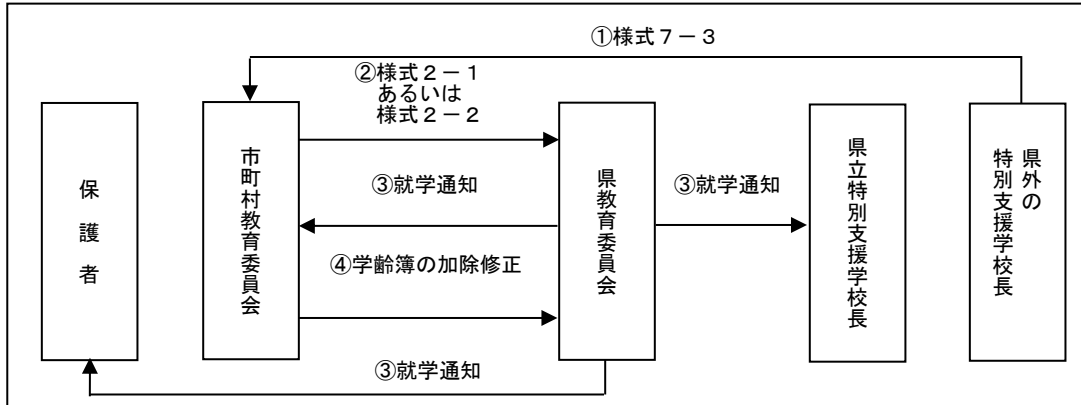 ①様式７－３
②様式２－１
あるいは
様式２－２
保護者
市町村教育委員会
③就学通知
④学齢簿の加除修正
県教育委員会
③就学通知
県立特別支援学校長
県外の
特別支援学校長
③就学通知